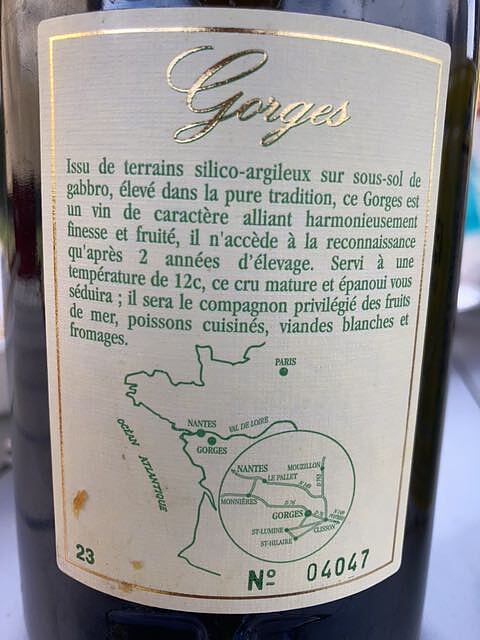 Gorges
Issu de terrains silico-argileux sur sous-sol de
gabbro, élevé dans la pure tradition, ce Gorges est
un vin de caractère alliant harmonieusement
finesse et fruité, il n'accède à la reconnaissance
qu'après 2 années d'élevage. Servi à une
température de 12c, ce cru mature et épanoui vous
séduira ; il sera le compagnon privilégié des fruits
de mer, poissons cuisinés, viandes blanches et
fromages.
PARIS
NANTES
VAL DE LOIRE
GORGES
OCÉAN ATLANTIQUE
NANTES
MOUZILLON
LE PALLET
MONNIÈRES
GORGES
CLISSON
ST-LUMINE
ST-HILAIRE
23
Nº 04047